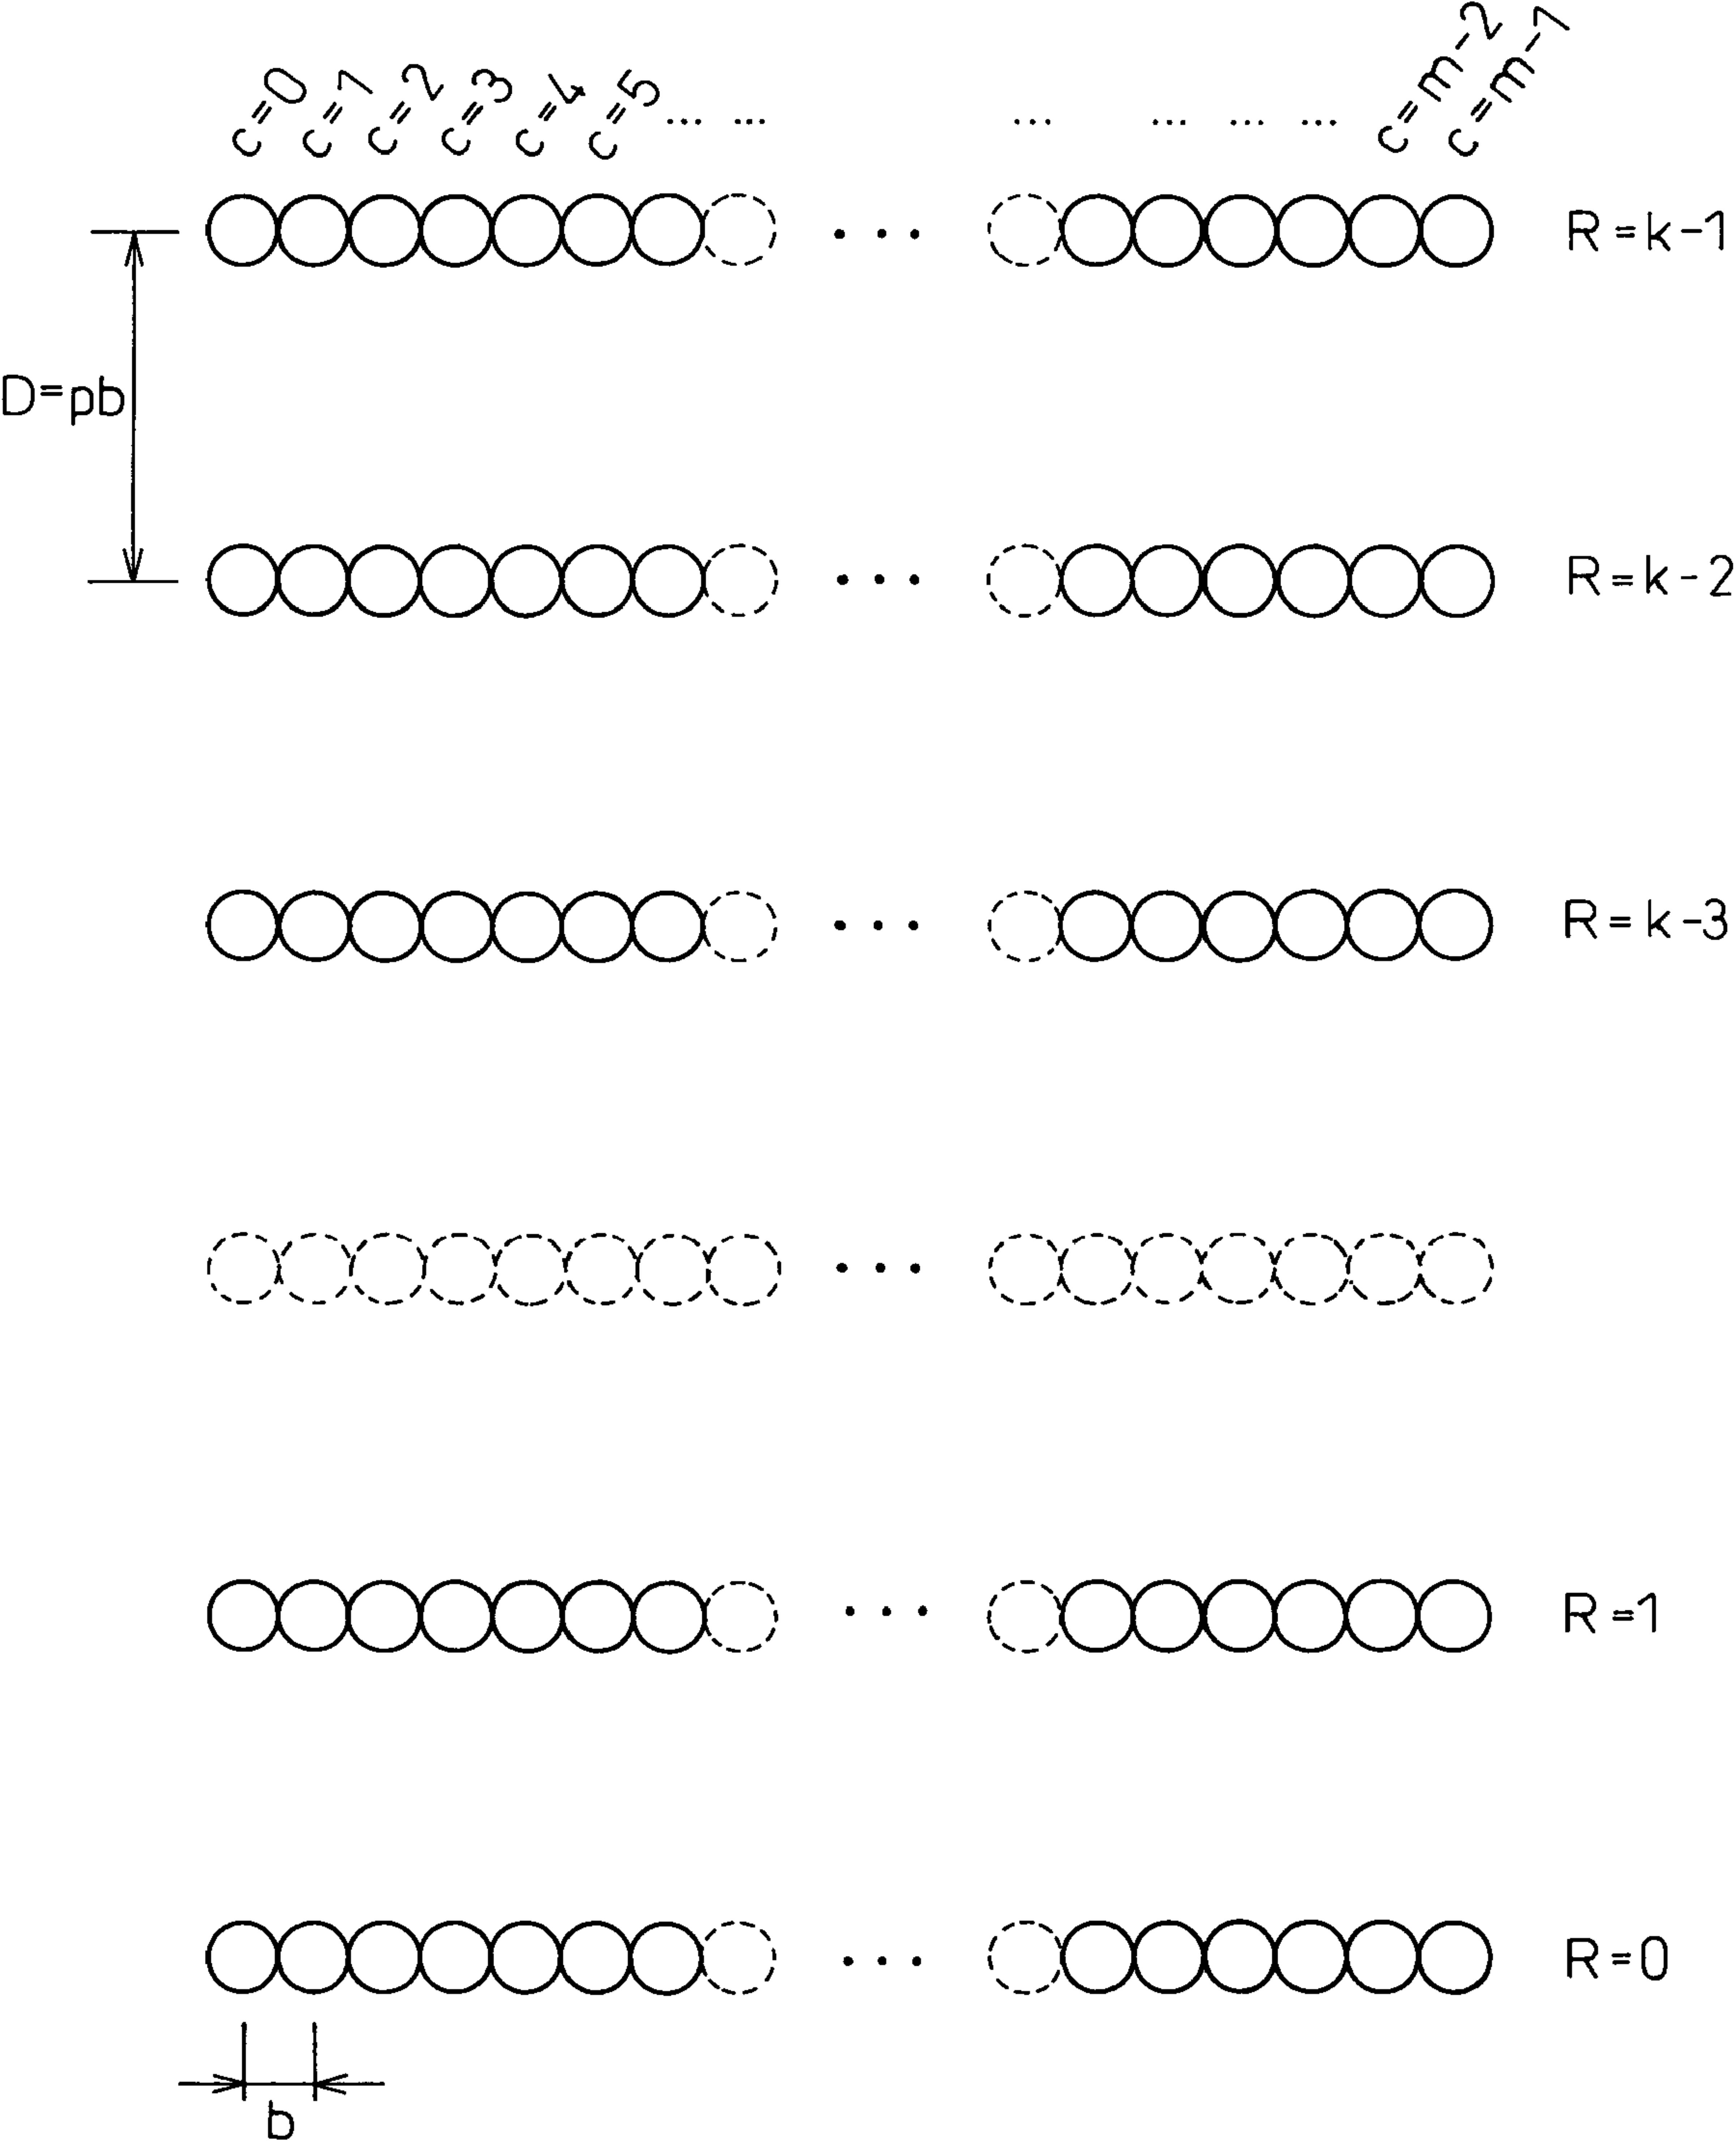 c=0 c=1 c=2 c=3 c=4 c=5 ... ... ... ... ... ... c=m-2 c=m-1
... R=k-1
D=pb
... R=k-2
... R=k-3
...
... R=1
... R=0
b